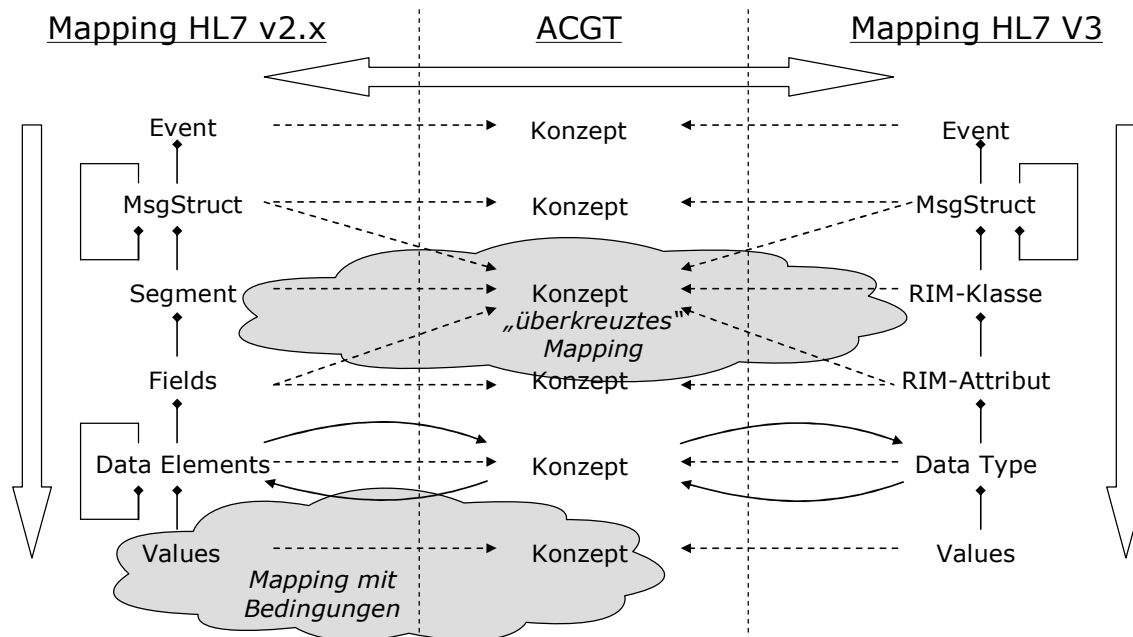 Mapping HL7 v2.x ACGT Mapping HL7 V3
Event Konzept Event
MsgStruct Konzept MsgStruct
Segment Konzept RIM-Klasse
„überkreuztes“
Mapping
Fields Konzept RIM-Attribut
Data Elements Konzept Data Type
Values Konzept Values
Mapping mit
Bedingungen